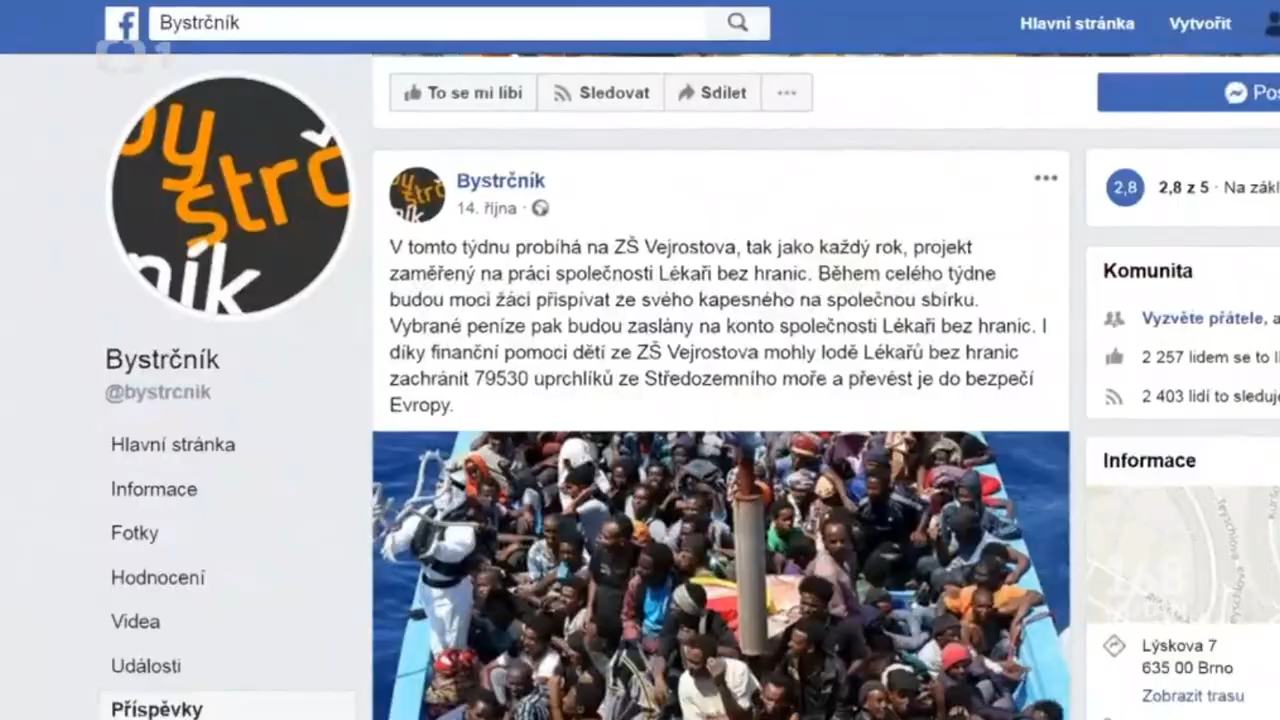 Bystrčník
Hlavní stránka
Vytvořit
1
bystrčník
To se mi líbí
Sledovat
Sdílet
Bystrčník
14. října
V tomto týdnu probíhá na ZŠ Vejrostova, tak jako každý rok, projekt
zaměřený na práci společnosti Lékaři bez hranic. Během celého týdne
budou moci žáci přispívat ze svého kapesného na společnou sbírku.
Vybrané peníze pak budou zaslány na konto společnosti Lékaři bez hranic. I
díky finanční pomoci dětí ze ZŠ Vejrostova mohly lodě Lékařů bez hranic
zachránit 79530 uprchlíků ze Středozemního moře a převést je do bezpečí
Evropy.
Bystrčník
@bystrcnik
Hlavní stránka
Informace
Fotky
Hodnocení
Videa
Události
Příspěvky
2,8
2,8 z 5 · Na zákl
Komunita
Vyzvěte přátele, a
2 257 lidem se to l
2 403 lidí to sleduj
Informace
Lýskova 7
635 00 Brno
Zobrazit trasu